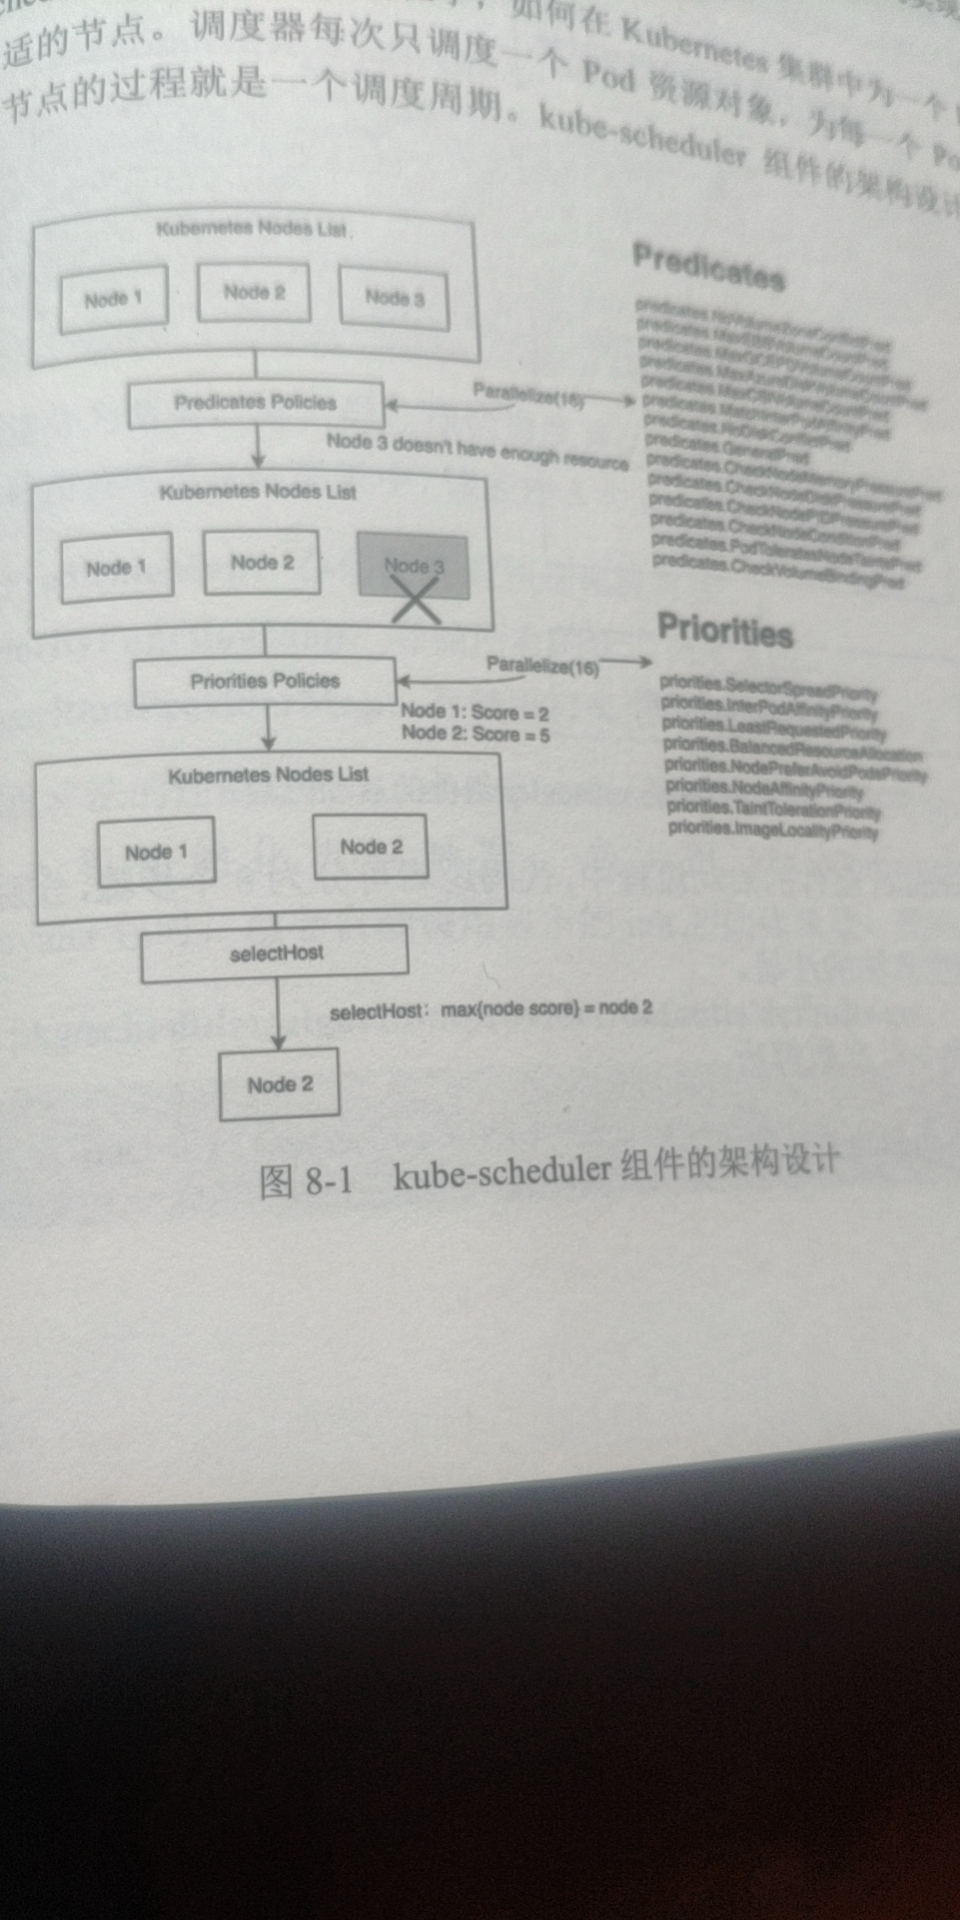 如何在 Kubernetes 集群中为一个
适的节点。调度器每次只调度一个 Pod 资源对象，为每一个 Po
节点的过程就是一个调度周期。kube-scheduler 组件的架构设计
Kubernetes Nodes List
Node 1
Node 2
Node 3
Predicates Policies
Parallelize(16)
Node 3 doesn't have enough resource
Kubernetes Nodes List
Node 1
Node 2
Node 3
Priorities Policies
Parallelize(16)
Node 1: Score = 2
Node 2: Score = 5
Kubernetes Nodes List
Node 1
Node 2
selectHost
selectHost: max(node score) = node 2
Node 2
Predicates
predicates.NoVolumeZoneConflictPred
predicates.MaxEBSVolumeCountPred
predicates.MaxGCEPDVolumeCountPred
predicates.MaxAzureDiskVolumeCountPred
predicates.MaxCSIVolumeCountPred
predicates.MatchInterPodAffinityPred
predicates.NoDiskConflictPred
predicates.GeneralPred
predicates.CheckNodeMemoryPressurePred
predicates.CheckNodeDiskPressurePred
predicates.CheckNodePIDPressurePred
predicates.CheckNodeConditionPred
predicates.PodToleratesNodeTaintsPred
predicates.CheckVolumeBindingPred
Priorities
priorities.SelectorSpreadPriority
priorities.InterPodAffinityPriority
priorities.LeastRequestedPriority
priorities.BalancedResourceAllocation
priorities.NodePreferAvoidPodsPriority
priorities.NodeAffinityPriority
priorities.TaintTolerationPriority
priorities.ImageLocalityPriority
图 8-1 kube-scheduler 组件的架构设计